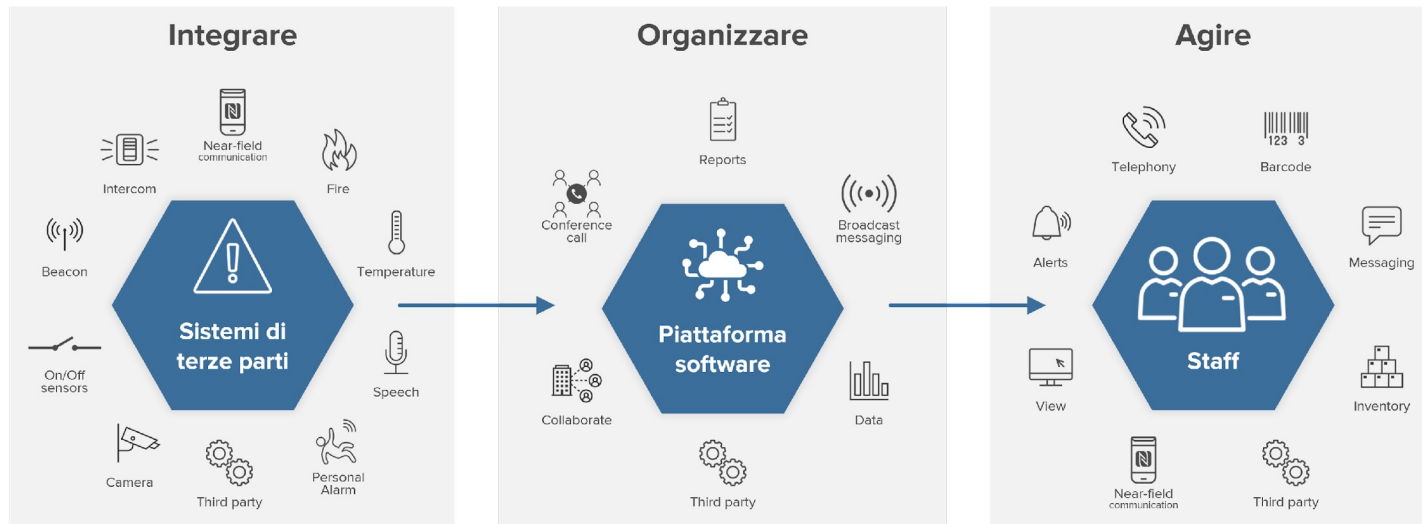 Integrare
Near-field
communication
Intercom
Fire
Beacon
Temperature
Sistemi di
terze parti
On/Off
sensors
Speech
Camera
Third party
Personal
Alarm
Organizzare
Reports
Conference
call
Broadcast
messaging
Piattaforma
software
Collaborate
Data
Third party
Agire
Telephony
Barcode
123 3
Alerts
Messaging
Staff
View
Inventory
Near-field
communication
Third party